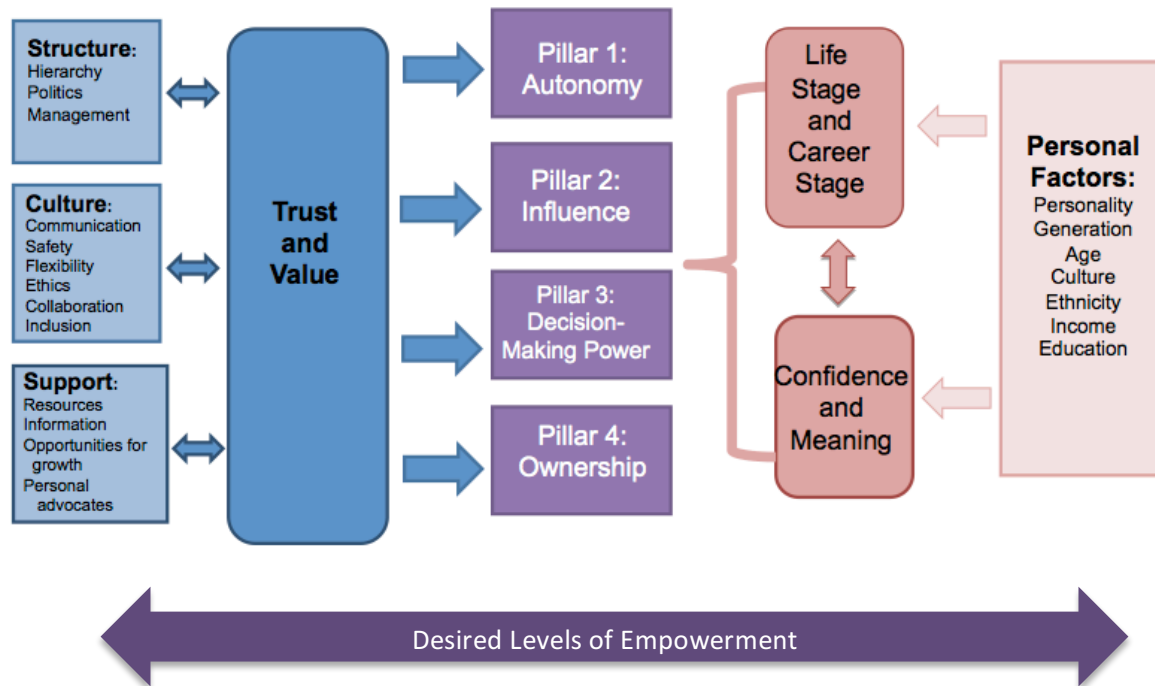 Structure:
Hierarchy
Politics
Management
Culture:
Communication
Safety
Flexibility
Ethics
Collaboration
Inclusion
Support:
Resources
Information
Opportunities for
growth
Personal
advocates
Trust
and
Value
Pillar 1:
Autonomy
Pillar 2:
Influence
Pillar 3:
Decision-
Making Power
Pillar 4:
Ownership
Life
Stage
and
Career
Stage
Confidence
and
Meaning
Personal
Factors:
Personality
Generation
Age
Culture
Ethnicity
Income
Education
Desired Levels of Empowerment